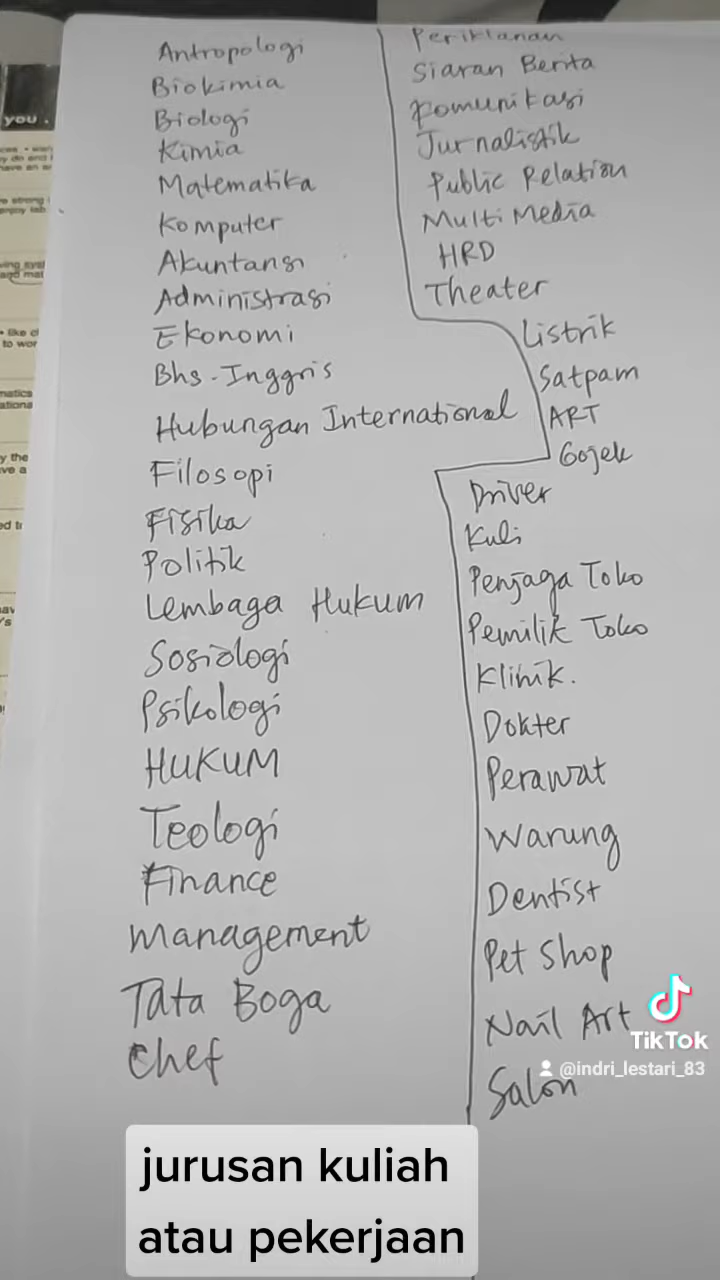 Antropologi
Biokimia
Biologi
Kimia
Matematika
Komputer
Akuntansi
Administrasi
Ekonomi
Bhs. Inggris
Hubungan International
Filosopi
Fisika
Politik
Lembaga Hukum
Sosiologi
Psikologi
HUKUM
Teologi
Finance
management
Tata Boga
Chef
Periklanan
Siaran Berita
Komunikasi
Jurnalistik
Public Relation
Multi Media
HRD
Theater
Listrik
Satpam
ART
Gojek
Driver
Kuli
Penjaga Toko
Pemilik Toko
Klinik.
Dokter
Perawat
Warung
Dentist
Pet Shop
Nail Art
Salon
you.
TikTok
@indri_lestari_83
jurusan kuliah
atau pekerjaan